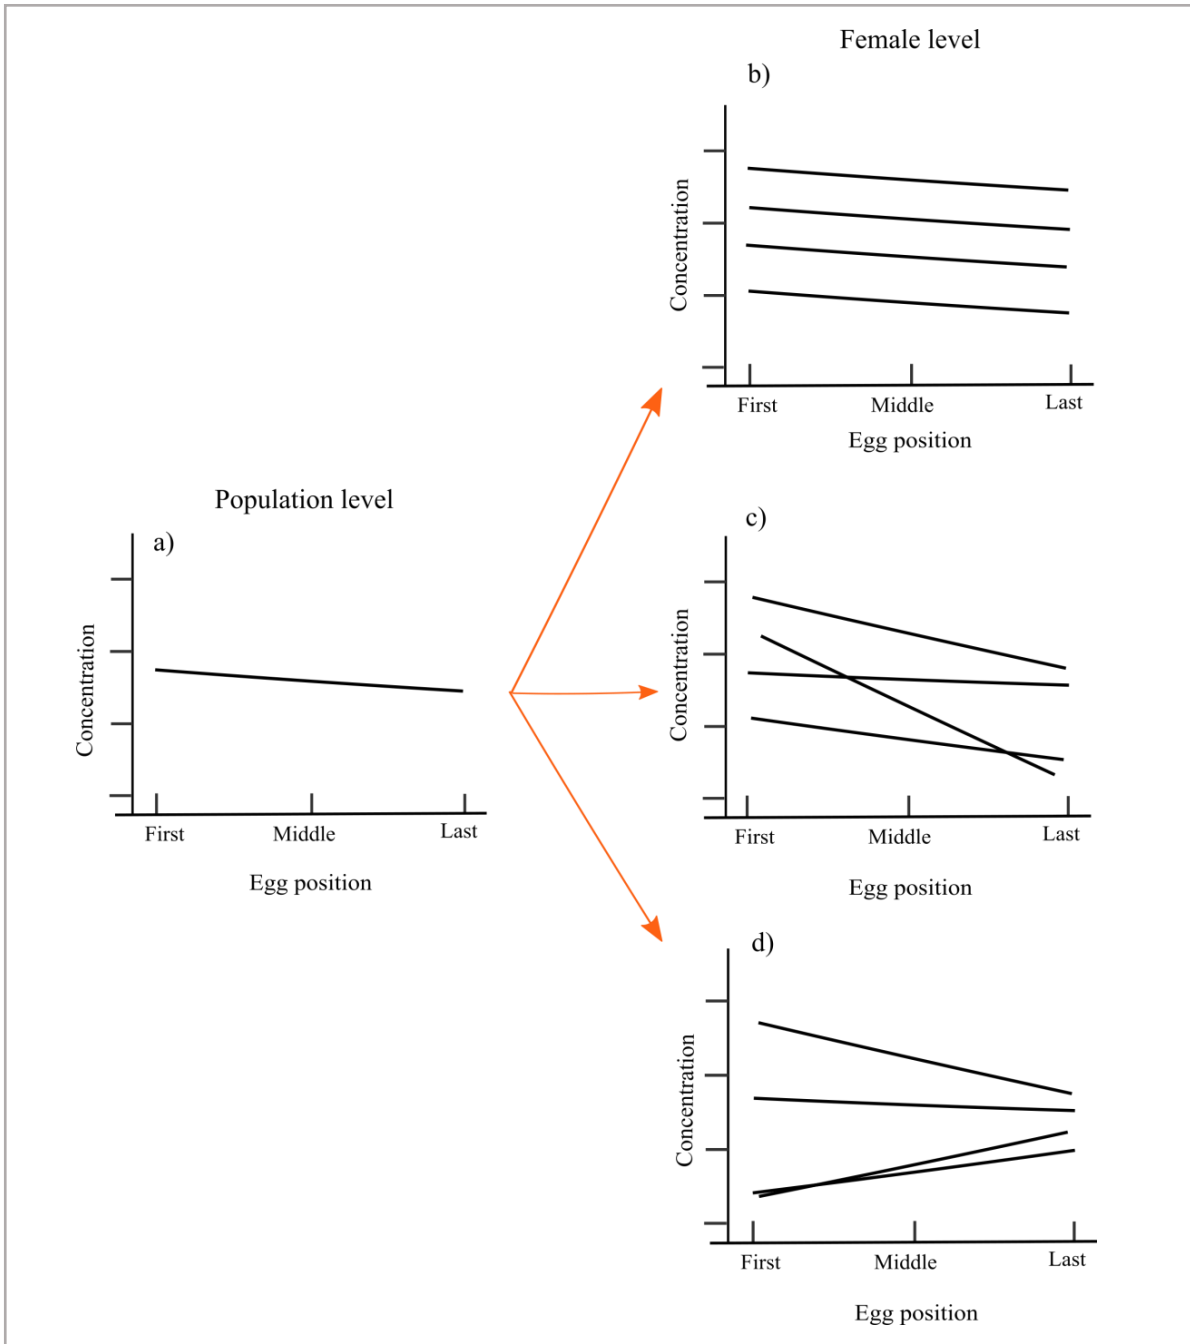 Female level
b)
Concentration
First Middle Last
Egg position
Population level
a)
Concentration
First Middle Last
Egg position
c)
Concentration
First Middle Last
Egg position
d)
Concentration
First Middle Last
Egg position